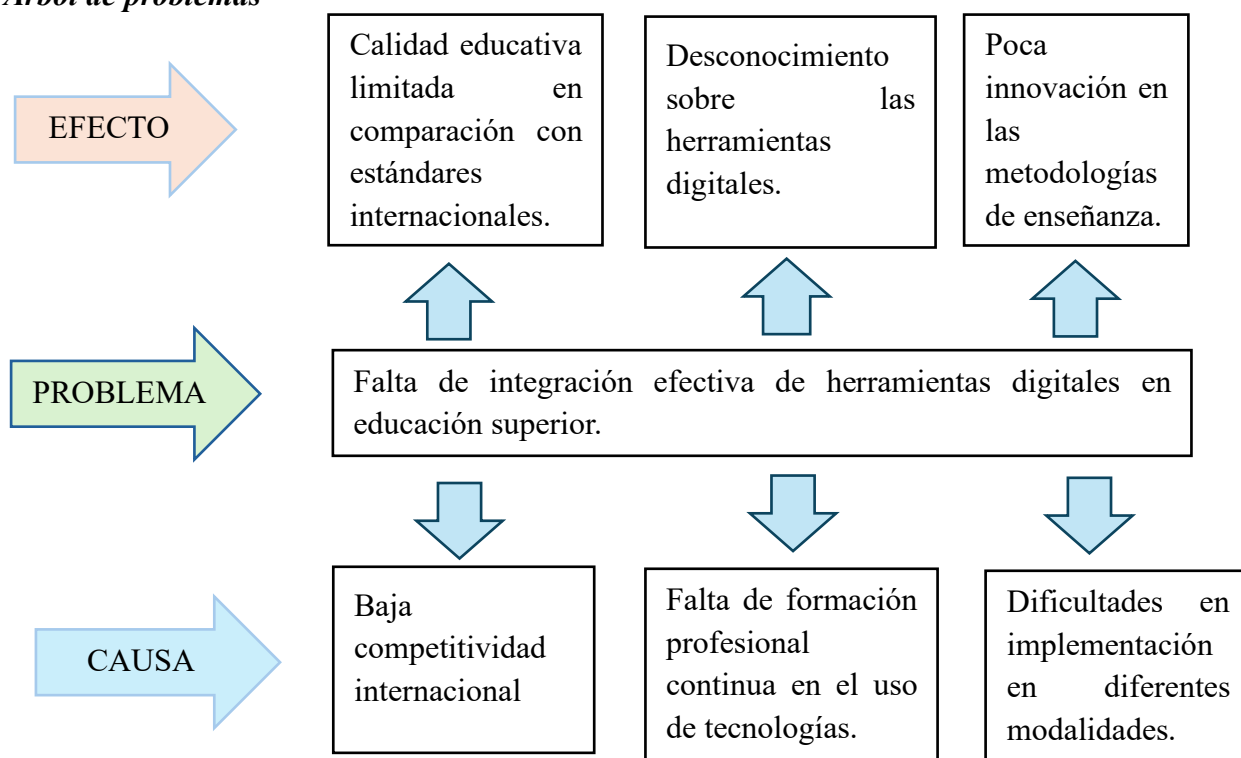 Árbol de problemas
EFECTO
Calidad educativa
limitada en
comparación con
estándares
internacionales.
Desconocimiento
sobre las
herramientas
digitales.
Poca
innovación en
las
metodologías
de enseñanza.
PROBLEMA
Falta de integración efectiva de herramientas digitales en
educación superior.
CAUSA
Baja
competitividad
internacional
Falta de formación
profesional
continua en el uso
de tecnologías.
Dificultades en
implementación
en diferentes
modalidades.